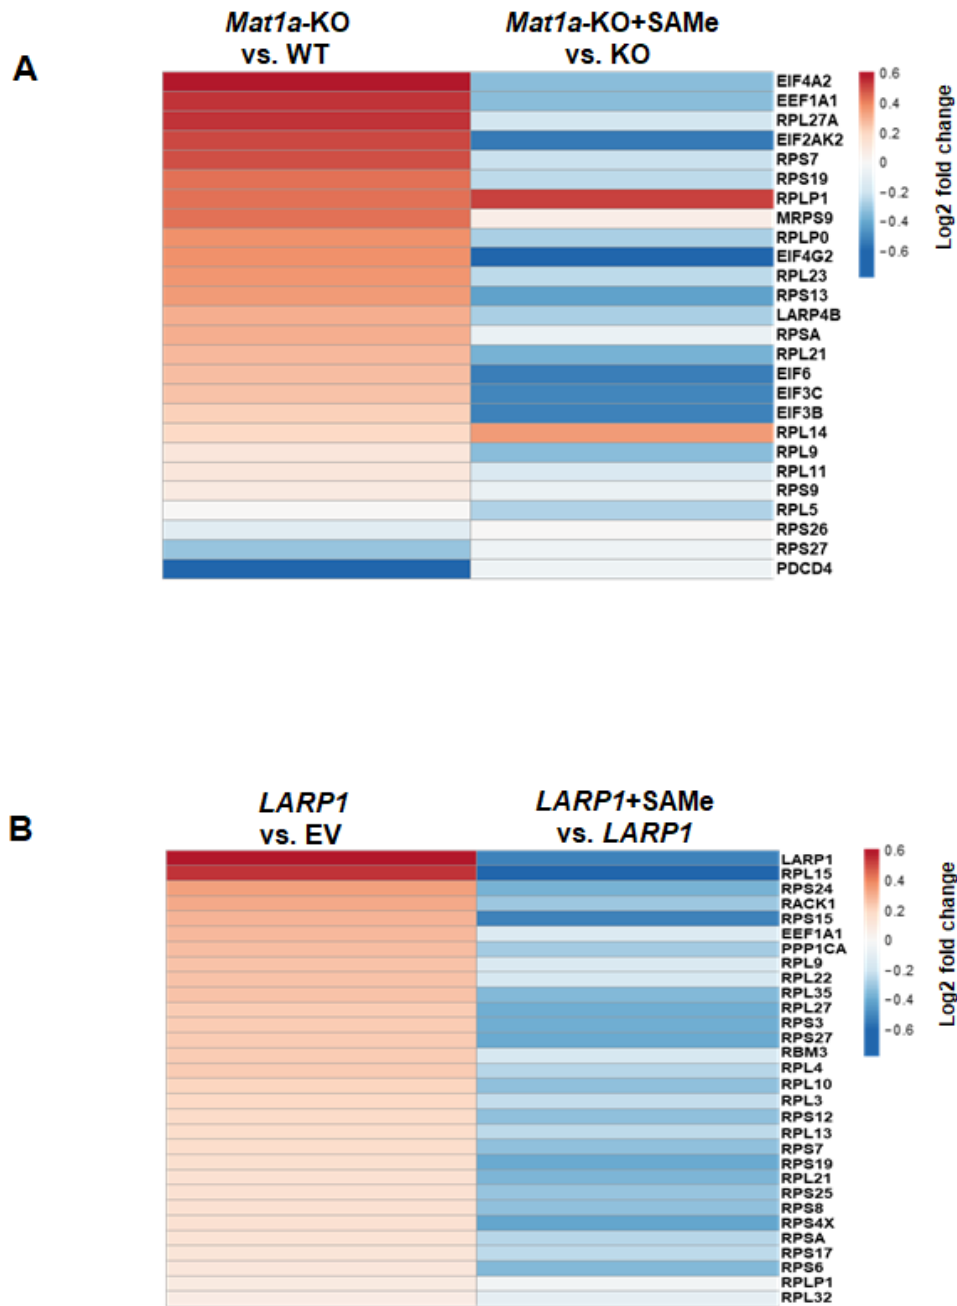 A
Mat1a-KO
vs. WT
Mat1a-KO+SAMe
vs. KO
EIF4A2
EEF1A1
RPL27A
EIF2AK2
RPS7
RPS19
RPLP1
MRPS9
RPLP0
EIF4G2
RPL23
RPS13
LARP4B
RPSA
RPL21
EIF6
EIF3C
EIF3B
RPL14
RPL9
RPL11
RPS9
RPL5
RPS26
RPS27
PDCD4
0.6
0.4
0.2
0
−0.2
−0.4
−0.6
Log2 fold change
B
LARP1
vs. EV
LARP1+SAMe
vs. LARP1
LARP1
RPL15
RPS24
RACK1
RPS15
EEF1A1
PPP1CA
RPL9
RPL22
RPL35
RPL27
RPS3
RPS27
RBM3
RPL4
RPL10
RPL3
RPS12
RPL13
RPS7
RPS19
RPL21
RPS25
RPS8
RPS4X
RPSA
RPS17
RPS6
RPLP1
RPL32
0.6
0.4
0.2
0
−0.2
−0.4
−0.6
Log2 fold change